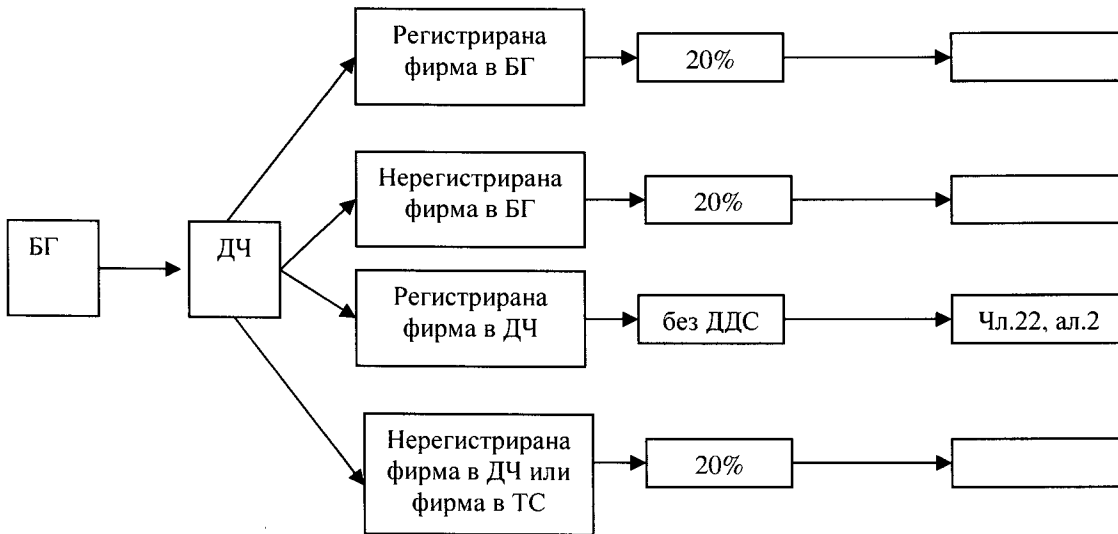 Регистрирана
фирма в БГ
20%
Нерегистрирана
фирма в БГ
20%
БГ
ДЧ
Регистрирана
фирма в ДЧ
без ДДС
Чл.22, ал.2
Нерегистрирана
фирма в ДЧ или
фирма в ТС
20%